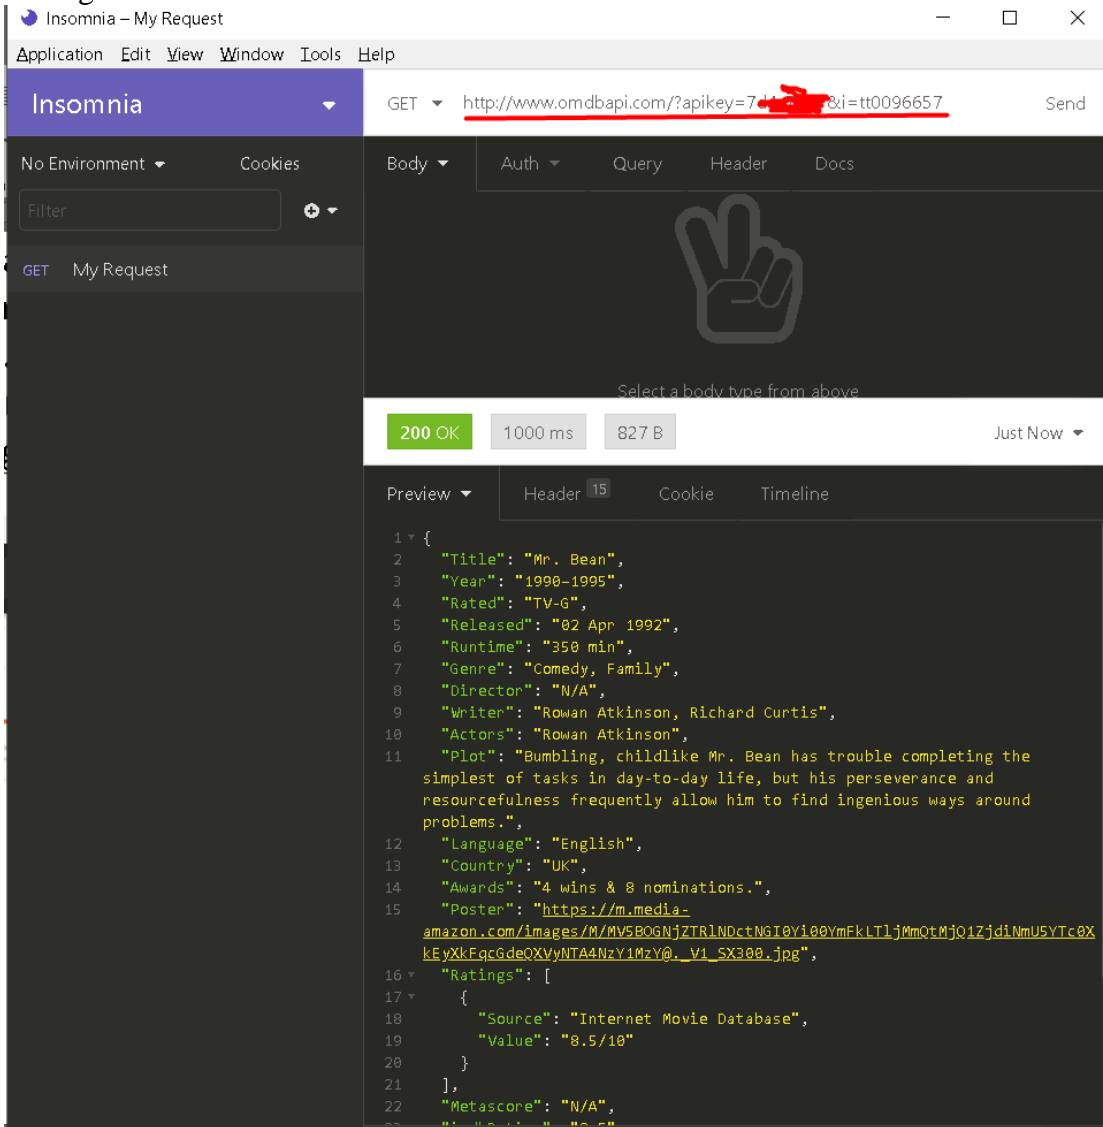 Insomnia – My Request
Application Edit View Window Tools Help
Insomnia
GET http://www.omdbapi.com/?apikey=7 &i=tt0096657 Send
No Environment Cookies
Body Auth Query Header Docs
Filter
GET My Request
Select a body type from above
200 OK 1000 ms 827 B Just Now
Preview Header 15 Cookie Timeline
1 {
2 "Title": "Mr. Bean",
3 "Year": "1990–1995",
4 "Rated": "TV-G",
5 "Released": "02 Apr 1992",
6 "Runtime": "350 min",
7 "Genre": "Comedy, Family",
8 "Director": "N/A",
9 "Writer": "Rowan Atkinson, Richard Curtis",
10 "Actors": "Rowan Atkinson",
11 "Plot": "Bumbling, childlike Mr. Bean has trouble completing the
simplest of tasks in day-to-day life, but his perseverance and
resourcefulness frequently allow him to find ingenious ways around
problems.",
12 "Language": "English",
13 "Country": "UK",
14 "Awards": "4 wins & 8 nominations.",
15 "Poster": "https://m.media-
amazon.com/images/M/MV5BOGNjZTRlNDctNGI0Yi00YmFkLTljMmQtMjQ1ZjdiNmU5YTc0X
kEyXkFqcGdeQXVyNTA4NzY1MzY@._V1_SX300.jpg",
16 "Ratings": [
17 {
18 "Source": "Internet Movie Database",
19 "Value": "8.5/10"
20 }
21 ],
22 "Metascore": "N/A",